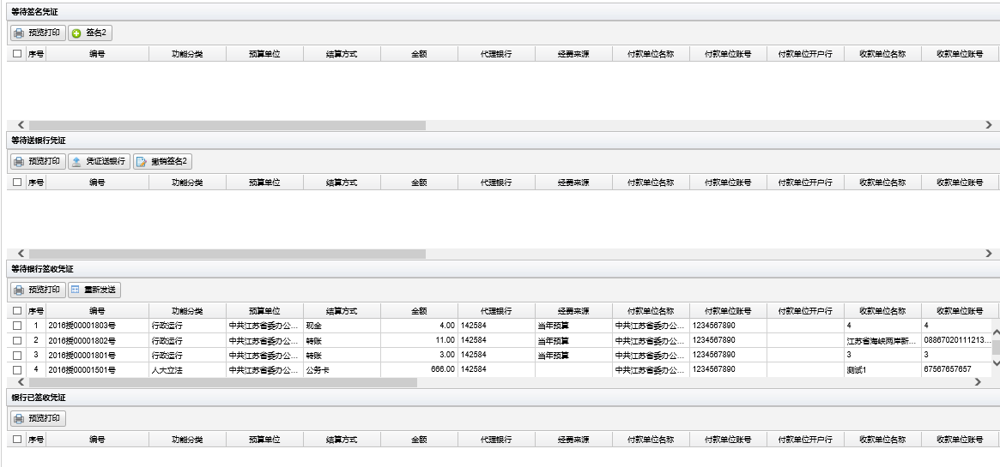 等待签名凭证
预览打印 签名2
序号 编号 功能分类 预算单位 结算方式 金额 代理银行 经费来源 付款单位名称 付款单位账号 付款单位开户行 收款单位名称 收款单位账号
等待送银行凭证
预览打印 凭证送银行 撤销签名2
序号 编号 功能分类 预算单位 结算方式 金额 代理银行 经费来源 付款单位名称 付款单位账号 付款单位开户行 收款单位名称 收款单位账号
等待银行签收凭证
预览打印 重新发送
序号 编号 功能分类 预算单位 结算方式 金额 代理银行 经费来源 付款单位名称 付款单位账号 付款单位开户行 收款单位名称 收款单位账号
1 2016授00001803号 行政运行 中共江苏省委办公... 现金 4.00 142584 当年预算 中共江苏省委办公... 1234567890 4 4
2 2016授00001802号 行政运行 中共江苏省委办公... 转账 11.00 142584 当年预算 中共江苏省委办公... 1234567890 江苏省海峡两岸新... 08867020111213...
3 2016授00001801号 行政运行 中共江苏省委办公... 转账 3.00 142584 当年预算 中共江苏省委办公... 1234567890 3 3
4 2016授00001501号 人大立法 中共江苏省委办公... 公务卡 666.00 142584 中共江苏省委办公... 1234567890 测试1 67567657657
银行已签收凭证
预览打印
序号 编号 功能分类 预算单位 结算方式 金额 代理银行 经费来源 付款单位名称 付款单位账号 付款单位开户行 收款单位名称 收款单位账号